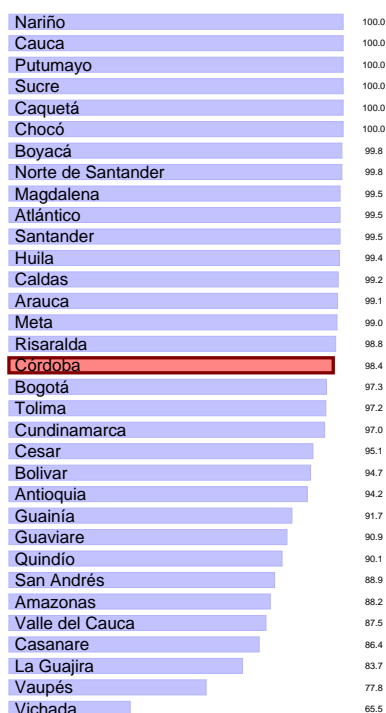 Nariño 100.0
Cauca 100.0
Putumayo 100.0
Sucre 100.0
Caquetá 100.0
Chocó 100.0
Boyacá 99.8
Norte de Santander 99.8
Magdalena 99.5
Atlántico 99.5
Santander 99.5
Huila 99.4
Caldas 99.2
Arauca 99.1
Meta 99.0
Risaralda 98.8
Córdoba 98.4
Bogotá 97.3
Tolima 97.2
Cundinamarca 97.0
Cesar 95.1
Bolivar 94.7
Antioquia 94.2
Guainía 91.7
Guaviare 90.9
Quindío 90.1
San Andrés 88.9
Amazonas 88.2
Valle del Cauca 87.5
Casanare 86.4
La Guajira 83.7
Vaupés 77.8
Vichada 65.5